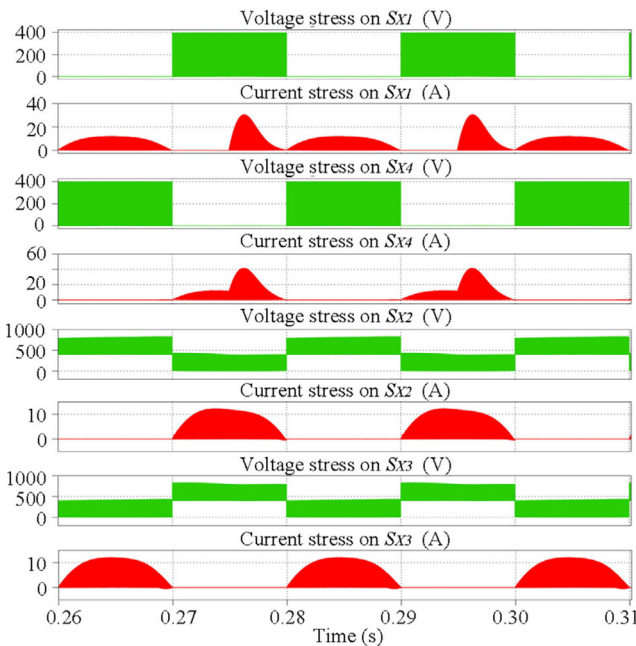 Voltage stress on SX1 (V)
400
200
0
Current stress on SX1 (A)
40
20
0
Voltage stress on SX4 (V)
400
200
0
Current stress on SX4 (A)
60
20
0
Voltage stress on SX2 (V)
1000
500
0
Current stress on SX2 (A)
10
0
Voltage stress on SX3 (V)
1000
500
0
Current stress on SX3 (A)
10
0
0.26 0.27 0.28 0.29 0.30 0.31
Time (s)